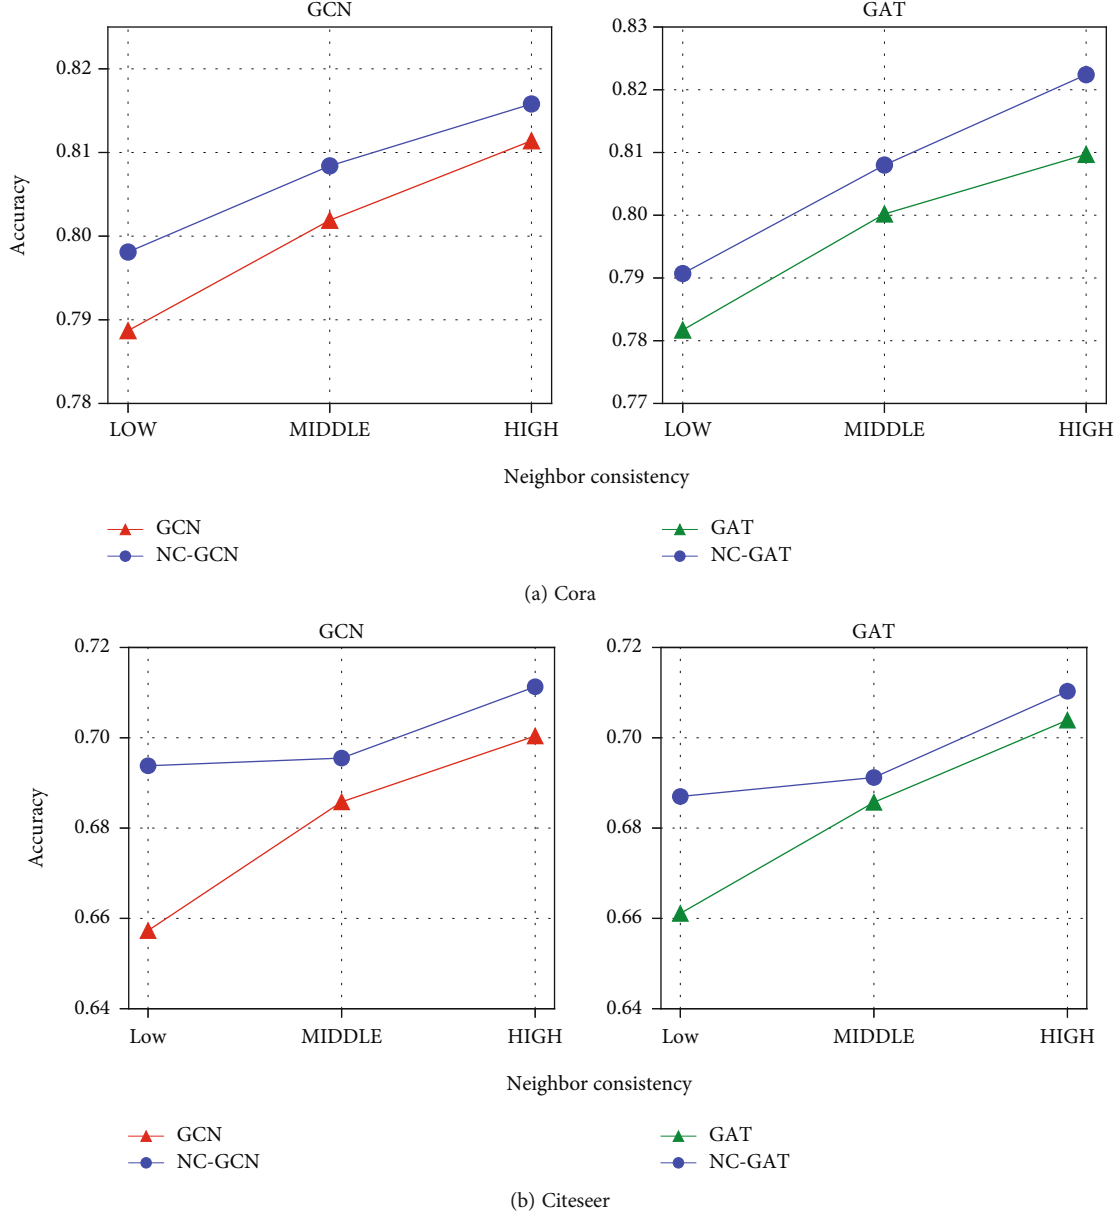 GCN
GAT
0.82
0.81
0.80
0.79
0.78
0.83
0.82
0.81
0.80
0.79
0.78
0.77
Accuracy
LOW MIDDLE HIGH
LOW MIDDLE HIGH
Neighbor consistency
GCN
NC-GCN
GAT
NC-GAT
(a) Cora
GCN
GAT
0.72
0.70
0.68
0.66
0.64
0.72
0.70
0.68
0.66
0.64
Accuracy
Low MIDDLE HIGH
Low MIDDLE HIGH
Neighbor consistency
GCN
NC-GCN
GAT
NC-GAT
(b) Citeseer